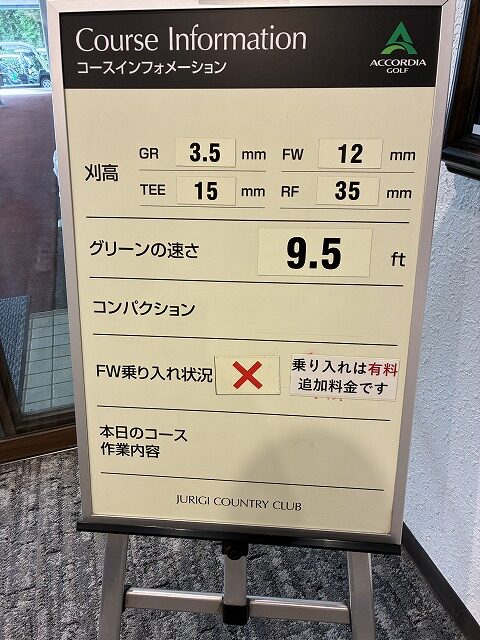 Course Information
コースインフォメーション
ACCORDIA
GOLF
刈高
GR 3.5 mm FW 12 mm
TEE 15 mm RF 35 mm
グリーンの速さ 9.5 ft
コンパクション
FW乗り入れ状況 ×
乗り入れは有料
追加料金です
本日のコース
作業内容
JURIGI COUNTRY CLUB